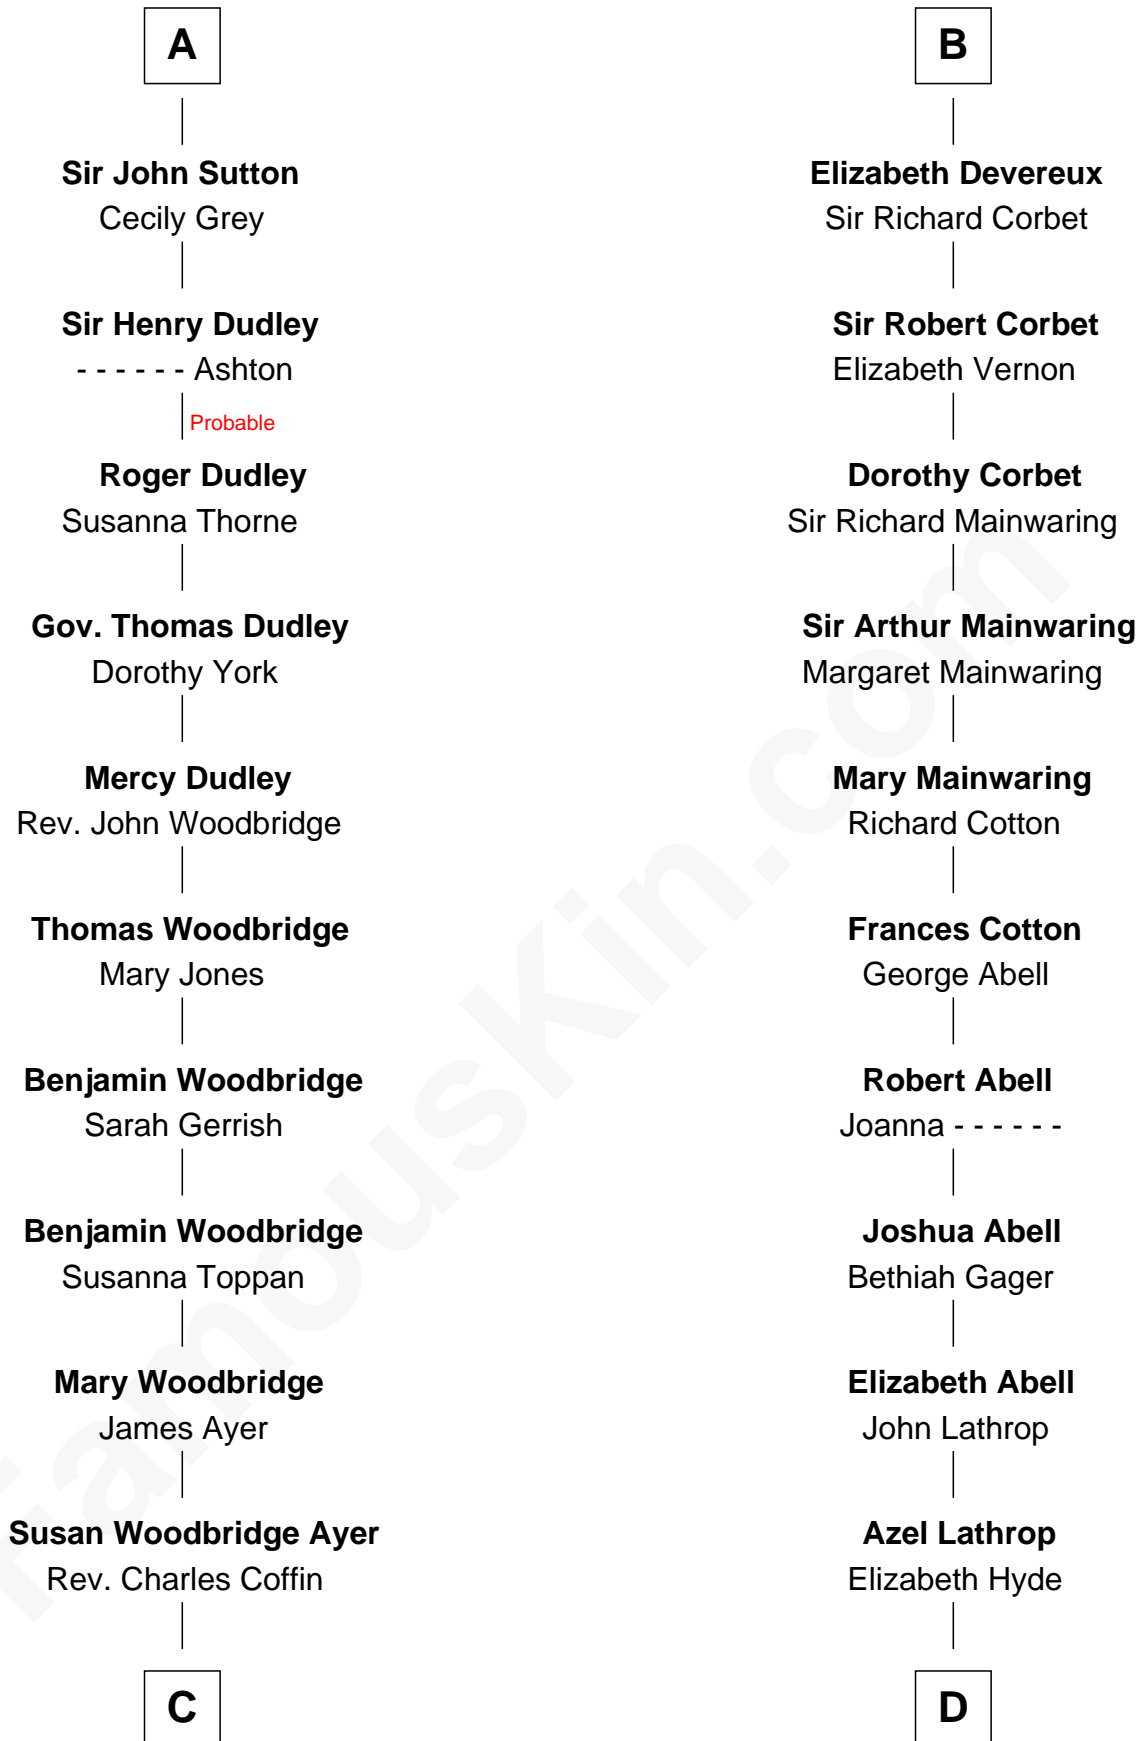 A
Sir John Sutton
Cecily Grey
Sir Henry Dudley
- - - - - - Ashton
Probable
Roger Dudley
Susanna Thorne
Gov. Thomas Dudley
Dorothy York
Mercy Dudley
Rev. John Woodbridge
Thomas Woodbridge
Mary Jones
Benjamin Woodbridge
Sarah Gerrish
Benjamin Woodbridge
Susanna Toppan
Mary Woodbridge
James Ayer
Susan Woodbridge Ayer
Rev. Charles Coffin
C
B
Elizabeth Devereux
Sir Richard Corbet
Sir Robert Corbet
Elizabeth Vernon
Dorothy Corbet
Sir Richard Mainwaring
Sir Arthur Mainwaring
Margaret Mainwaring
Mary Mainwaring
Richard Cotton
Frances Cotton
George Abell
Robert Abell
Joanna - - - - - -
Joshua Abell
Bethiah Gager
Elizabeth Abell
John Lathrop
Azel Lathrop
Elizabeth Hyde
D
FamousKin.com